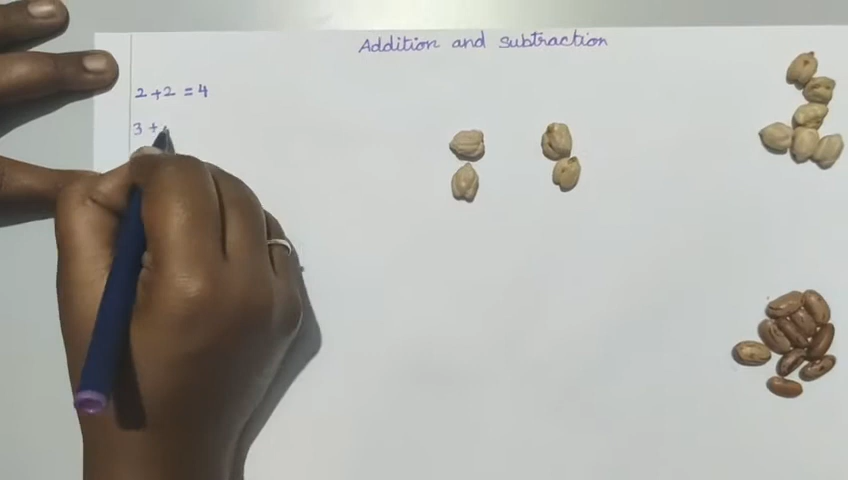 Addition and subtraction
2 + 2 = 4
3 +